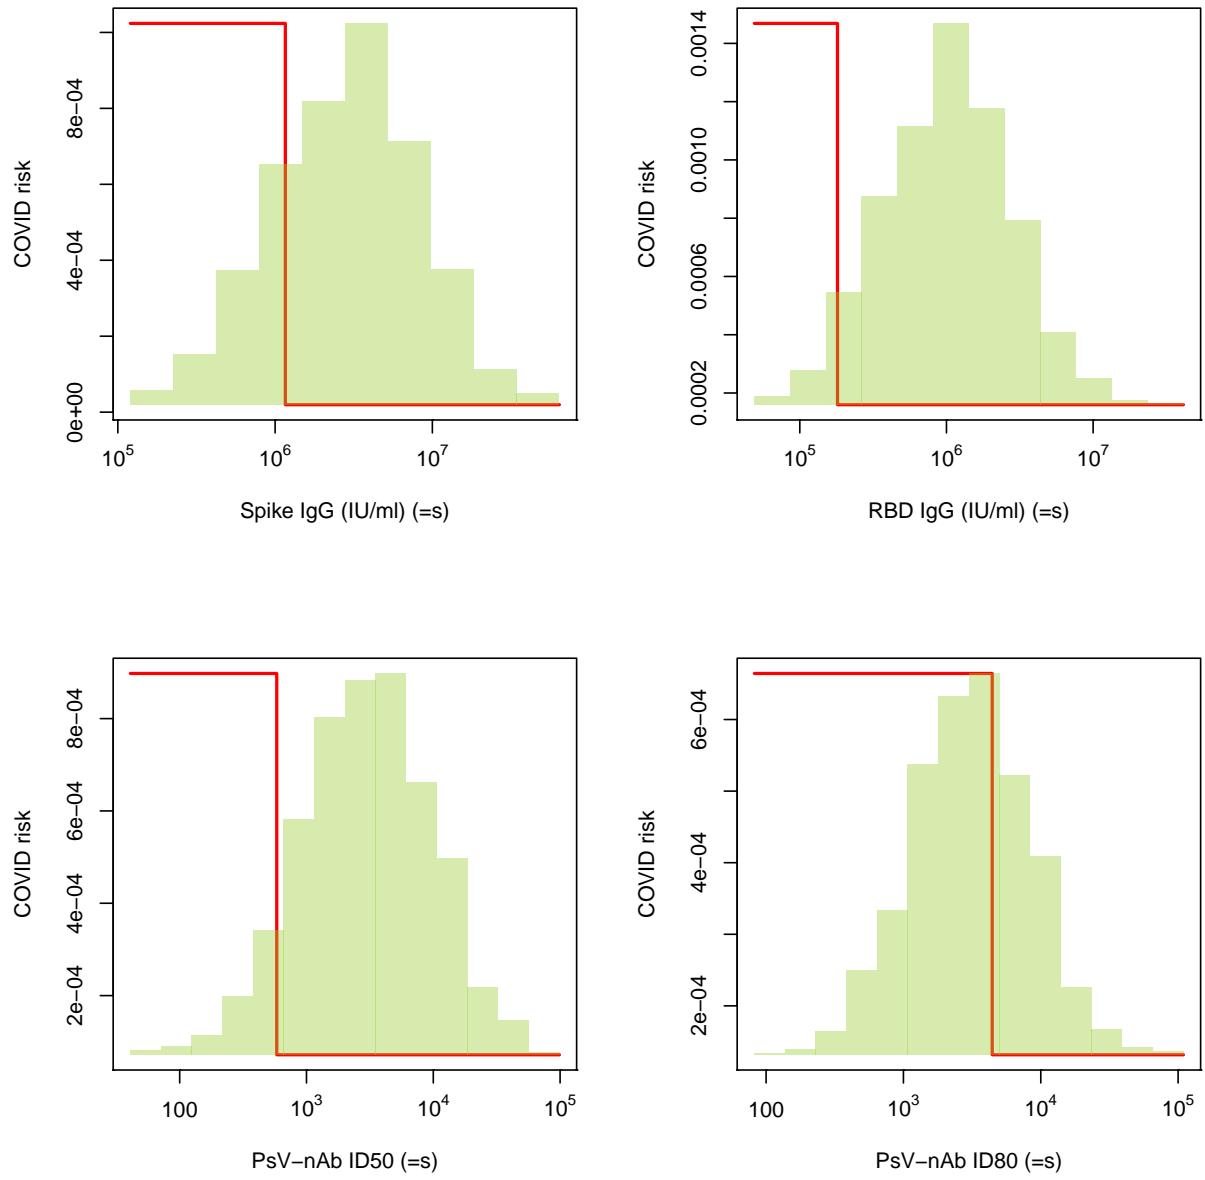 COVID risk
0e+00
4e−04
8e−04
10^5
10^6
10^7
Spike IgG (IU/ml) (=s)
COVID risk
0.0002
0.0006
0.0010
0.0014
10^5
10^6
10^7
RBD IgG (IU/ml) (=s)
COVID risk
2e−04
4e−04
6e−04
8e−04
100
10^3
10^4
10^5
PsV−nAb ID50 (=s)
COVID risk
2e−04
4e−04
6e−04
100
10^3
10^4
10^5
PsV−nAb ID80 (=s)